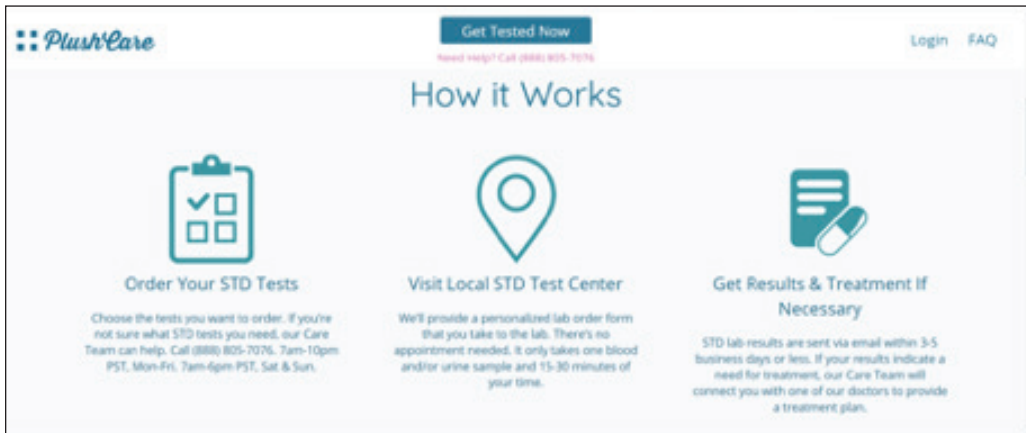 PlushCare
Get Tested Now
Need Help? Call (888) 805-7076
Login FAQ
How it Works
Order Your STD Tests
Choose the tests you want to order. If you're
not sure what STD tests you need, our Care
Team can help. Call (888) 805-7076. 7am-10pm
PST, Mon-Fri. 7am-6pm PST, Sat & Sun.
Visit Local STD Test Center
We'll provide a personalized lab order form
that you take to the lab. There's no
appointment needed. It only takes one blood
and/or urine sample and 15-30 minutes of
your time.
Get Results & Treatment If
Necessary
STD lab results are sent via email within 3-5
business days or less. If your results indicate a
need for treatment, our Care Team will
connect you with one of our doctors to provide
a treatment plan.